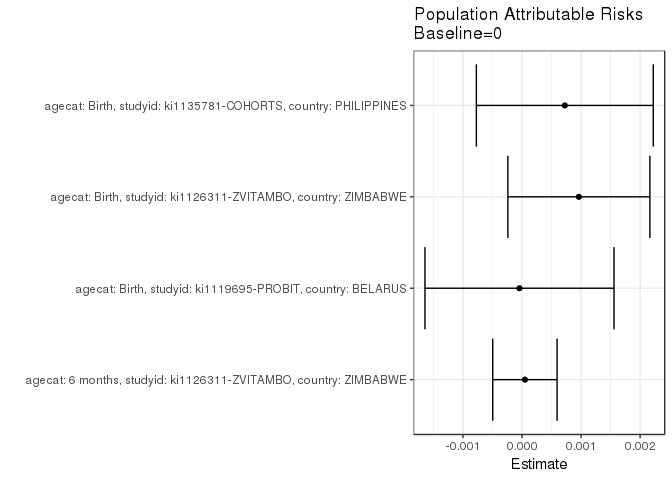 Population Attributable Risks
Baseline=0
agecat: Birth, studyid: ki1135781-COHORTS, country: PHILIPPINES
agecat: Birth, studyid: ki1126311-ZVITAMBO, country: ZIMBABWE
agecat: Birth, studyid: ki1119695-PROBIT, country: BELARUS
agecat: 6 months, studyid: ki1126311-ZVITAMBO, country: ZIMBABWE
-0.001 0.000 0.001 0.002
Estimate